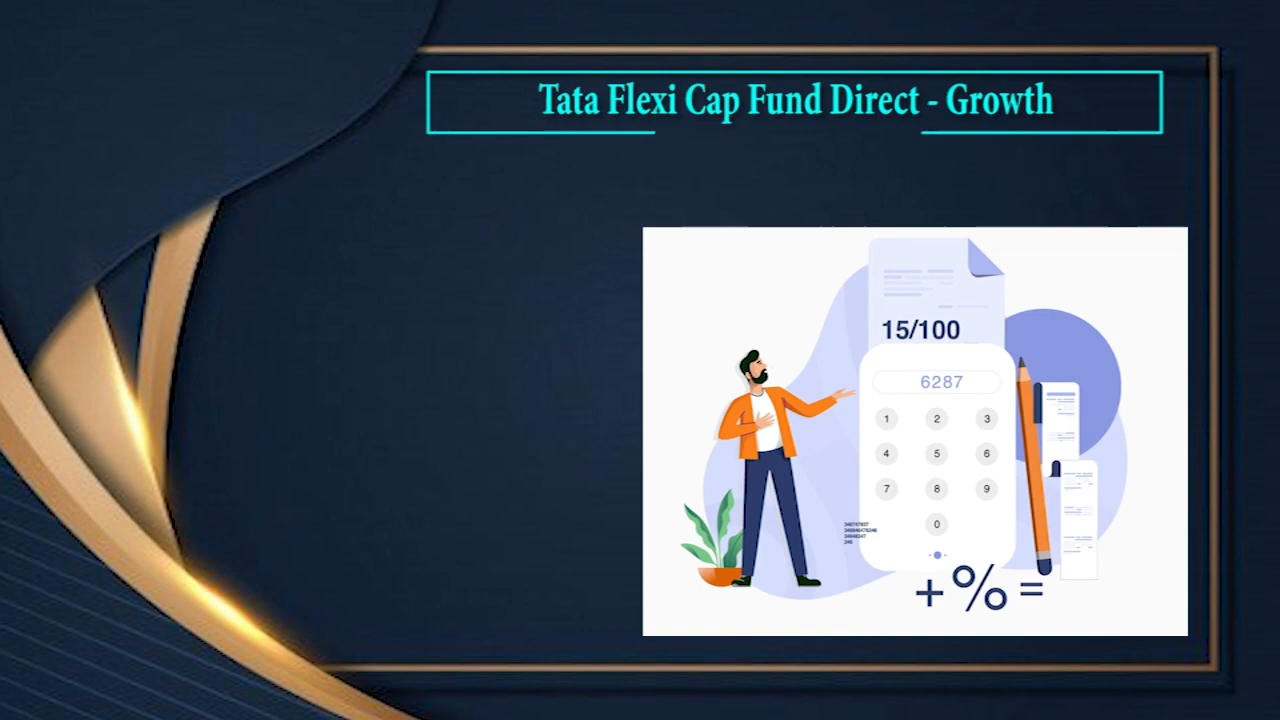 Tata Flexi Cap Fund Direct - Growth
15/100
6287
1 2 3
4 5 6
7 8 9
0
+ % =